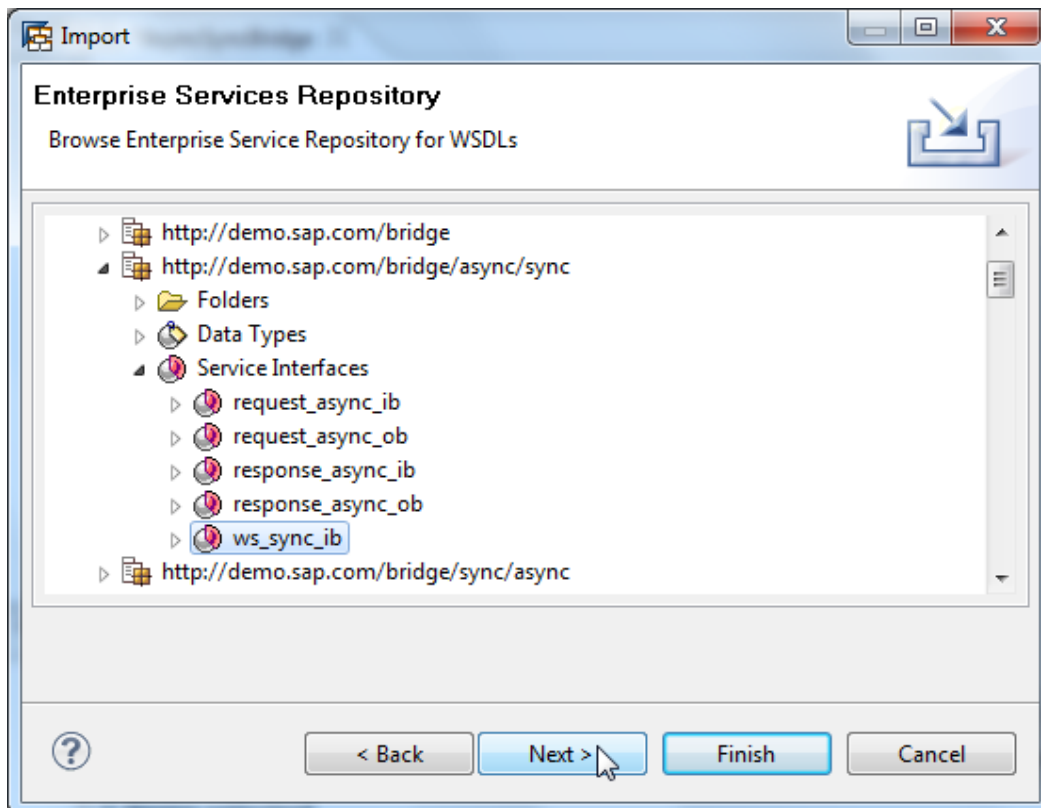 Import
Enterprise Services Repository
Browse Enterprise Service Repository for WSDLs
http://demo.sap.com/bridge
http://demo.sap.com/bridge/async/sync
Folders
Data Types
Service Interfaces
request_async_ib
request_async_ob
response_async_ib
response_async_ob
ws_sync_ib
http://demo.sap.com/bridge/sync/async
< Back Next > Finish Cancel